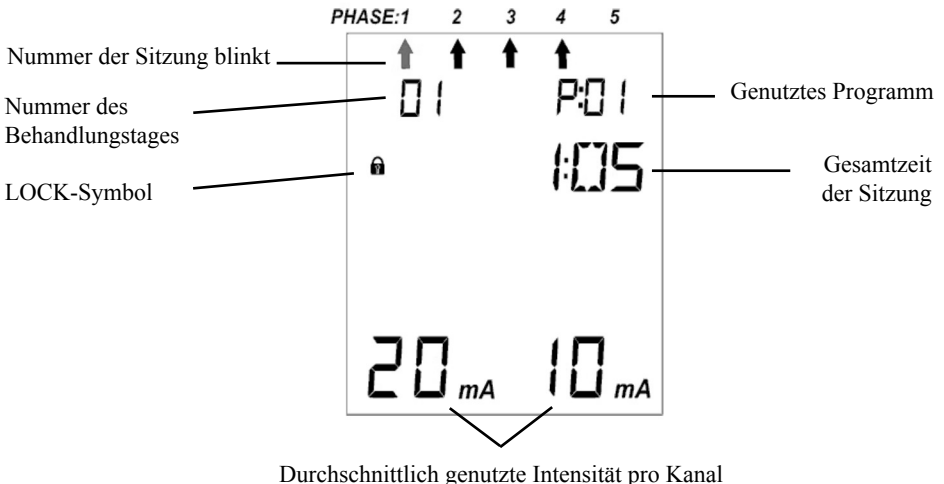 PHASE:1 2 3 4 5
Nummer der Sitzung blinkt
01 P:01
Genutztes Programm
Nummer des
Behandlungstages
1:05
Gesamtzeit
der Sitzung
LOCK-Symbol
20 mA 10 mA
Durchschnittlich genutzte Intensität pro Kanal